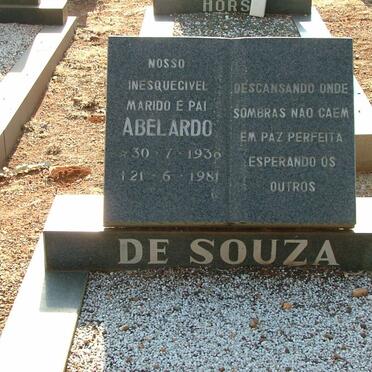 HORS
NOSSO
INESQUECIVEL
MARIDO E PAI
ABELARDO
* 30 - 7 - 1936
† 21 - 6 - 1981
DESCANSANDO ONDE
SOMBRAS NÃO CAEM
EM PAZ PERFEITA
ESPERANDO OS
OUTROS
DE SOUZA